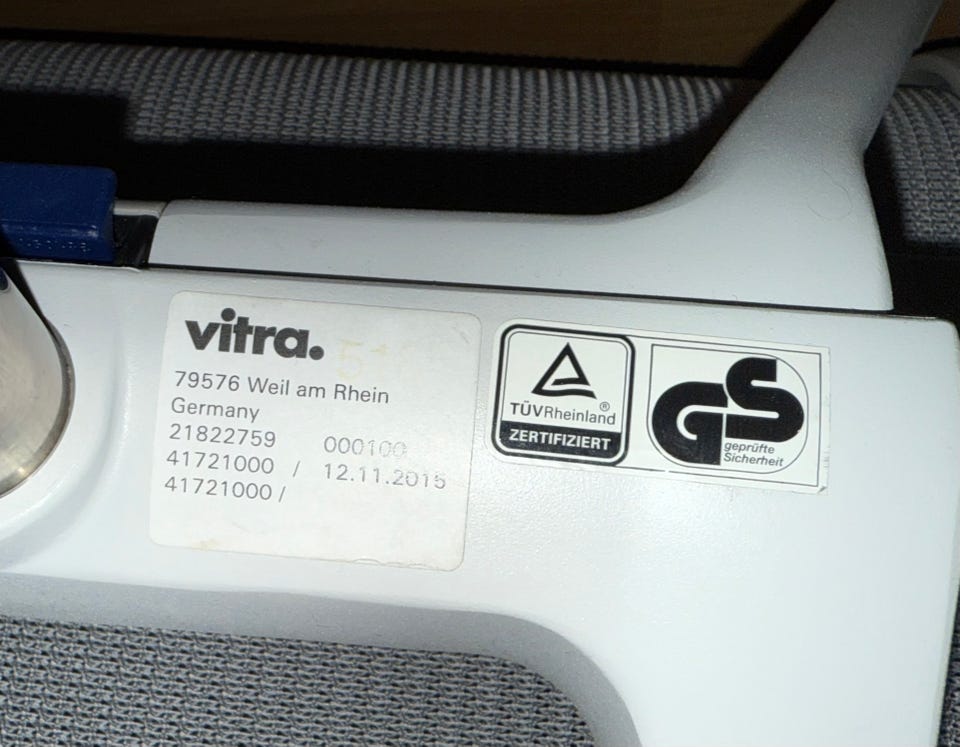 vitra.
79576 Weil am Rhein
Germany
21822759 000100
41721000 / 12.11.2015
41721000 /
TÜVRheinland®
ZERTIFIZIERT
GS
geprüfte
Sicherheit